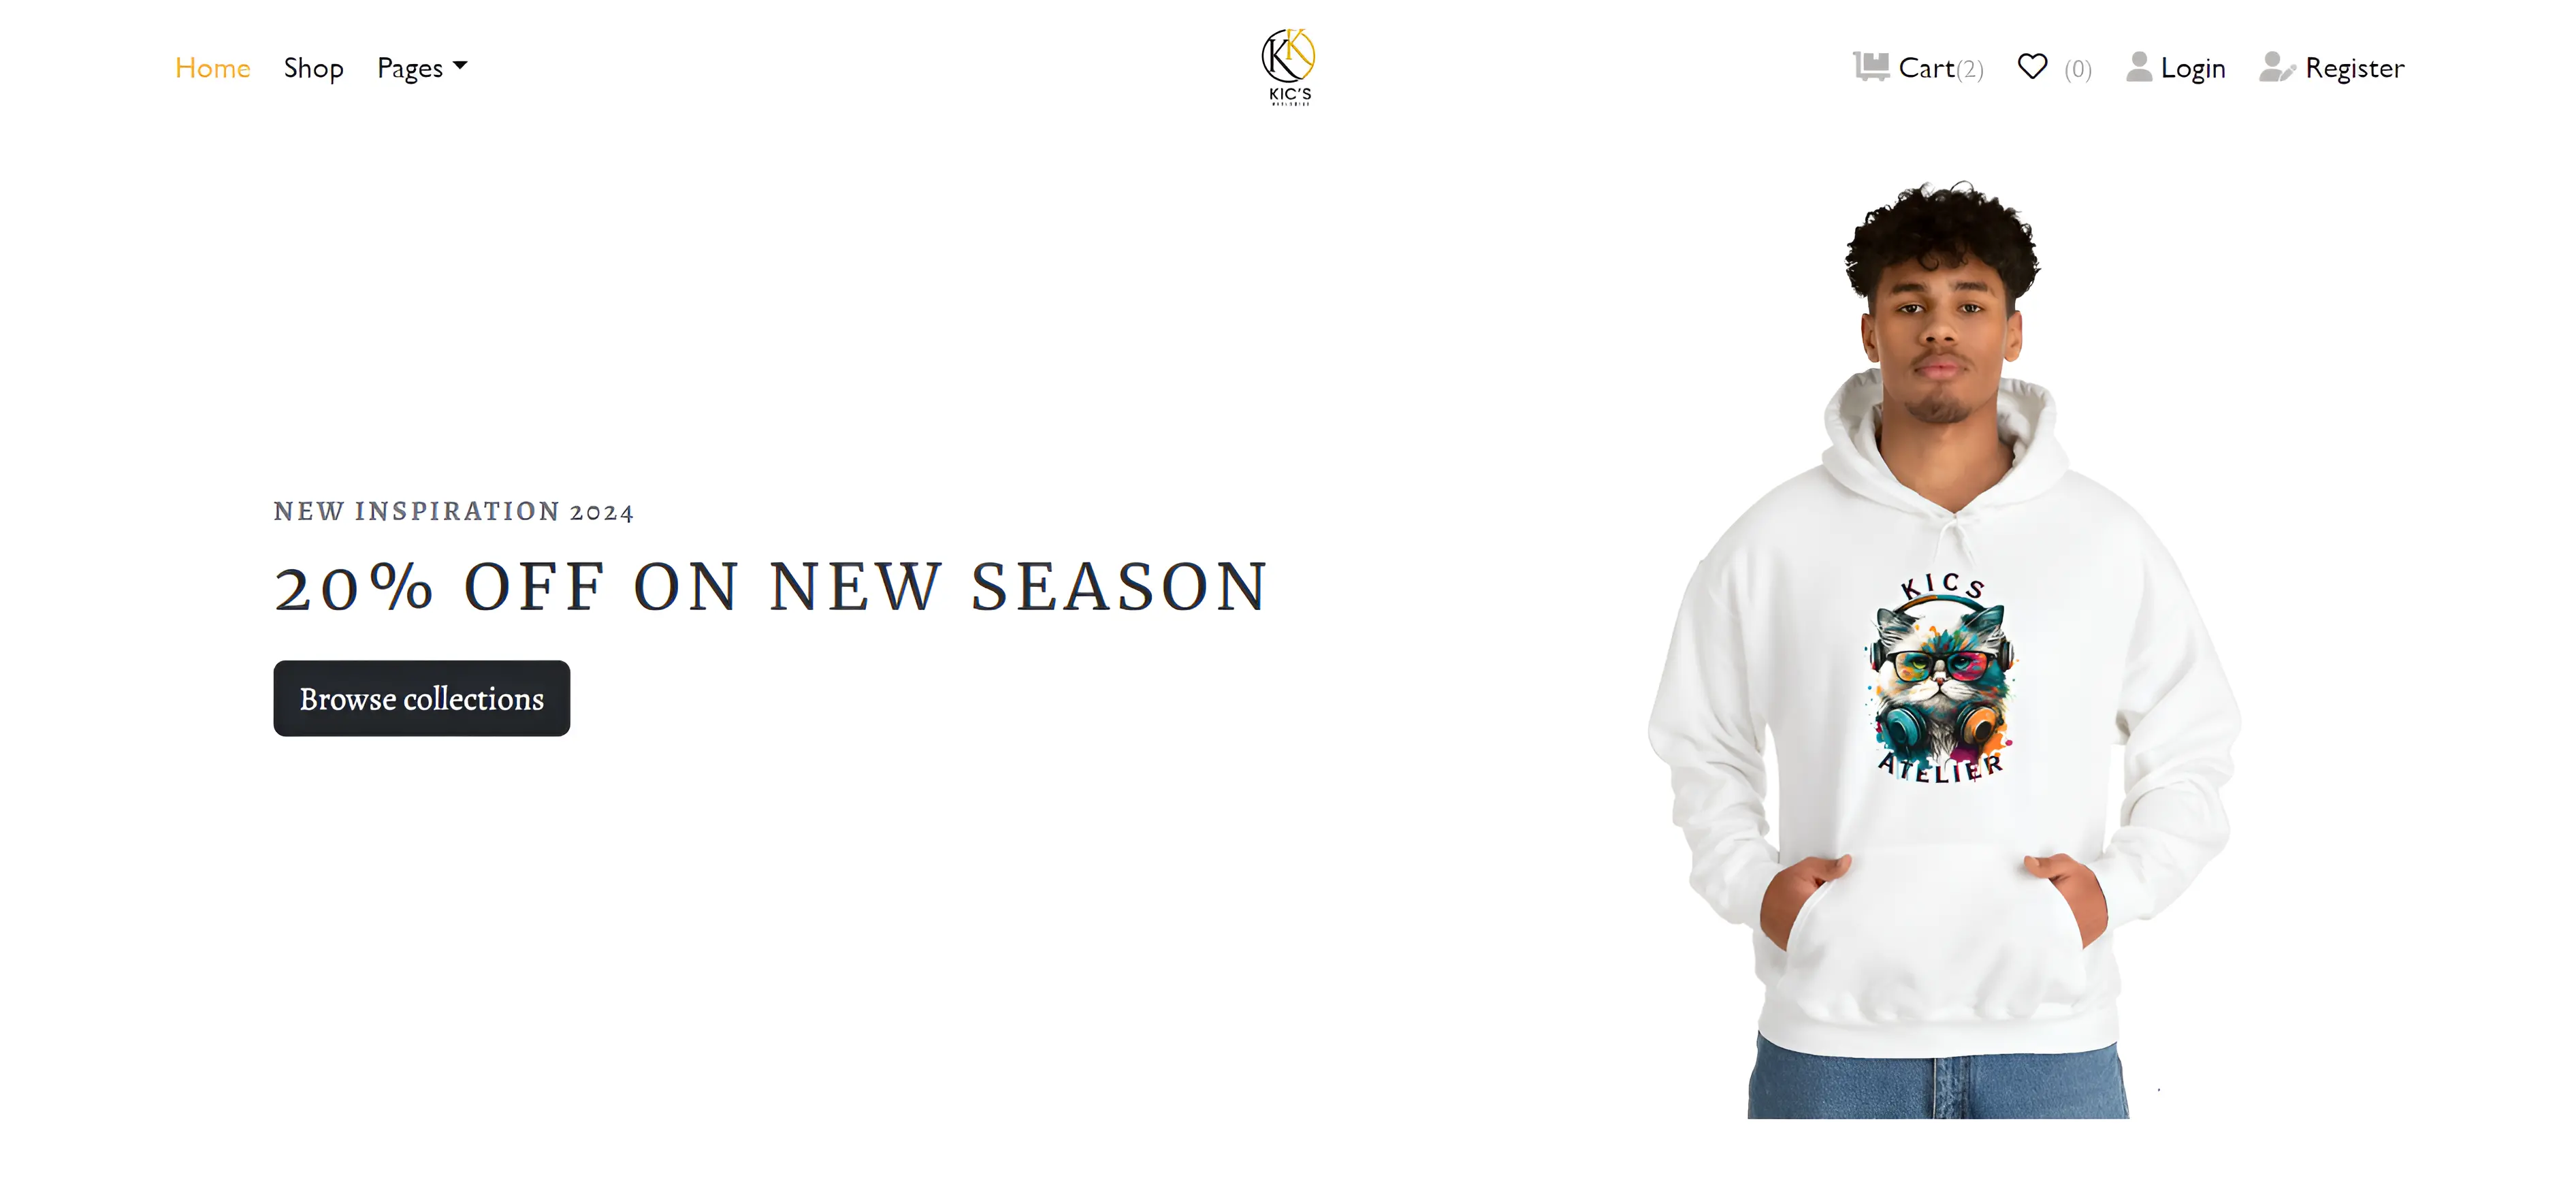 Home Shop Pages
KK
KIC'S
Cart(2) (0) Login Register
NEW INSPIRATION 2024
20% OFF ON NEW SEASON
Browse collections
KICS
ATELIER